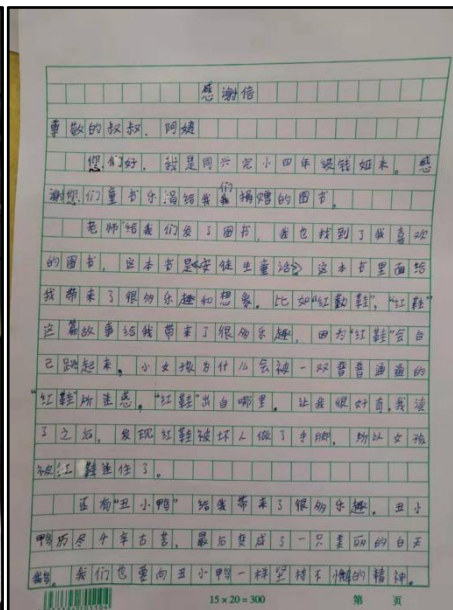 感谢信
尊敬的叔叔、阿姨
您们好。我是同兴完小四年级钱姬来。感
谢您们童书乐涓给我们捐赠的图书。
老师给我们发了图书,我也找到了我喜欢
的图书。这本书是《安徒生童话》这本书里面给
我带来了很多乐趣和想象。比如"红勤鞋","红鞋"
这篇故事给我带来了很多乐趣,因为"红鞋"会自
己跳起来。小女孩为什么会被一双普普通通的
"红鞋"所迷惑。"红鞋"出自哪里。让我很好奇,我读
了之后,发现红鞋被坏人做了手脚。所以女孩
被红鞋迷住了。
还有"丑小鸭"给我带来了很多乐趣。丑小
鸭历尽千辛万苦,最后变成了一只美丽的白天
鹅。我们也要向丑小鸭一样坚持不懈的精神。
15×20=300 第 页